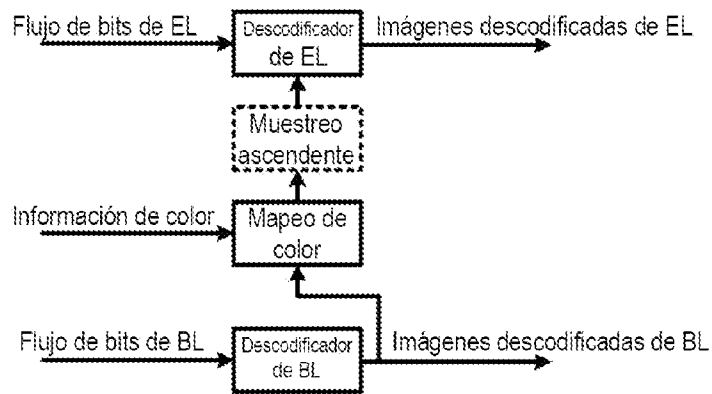 Flujo de bits de EL
Descodificador
de EL
Imágenes descodificadas de EL
Muestreo
ascendente
Información de color
Mapeo de
color
Flujo de bits de BL
Descodificador
de BL
Imágenes descodificadas de BL